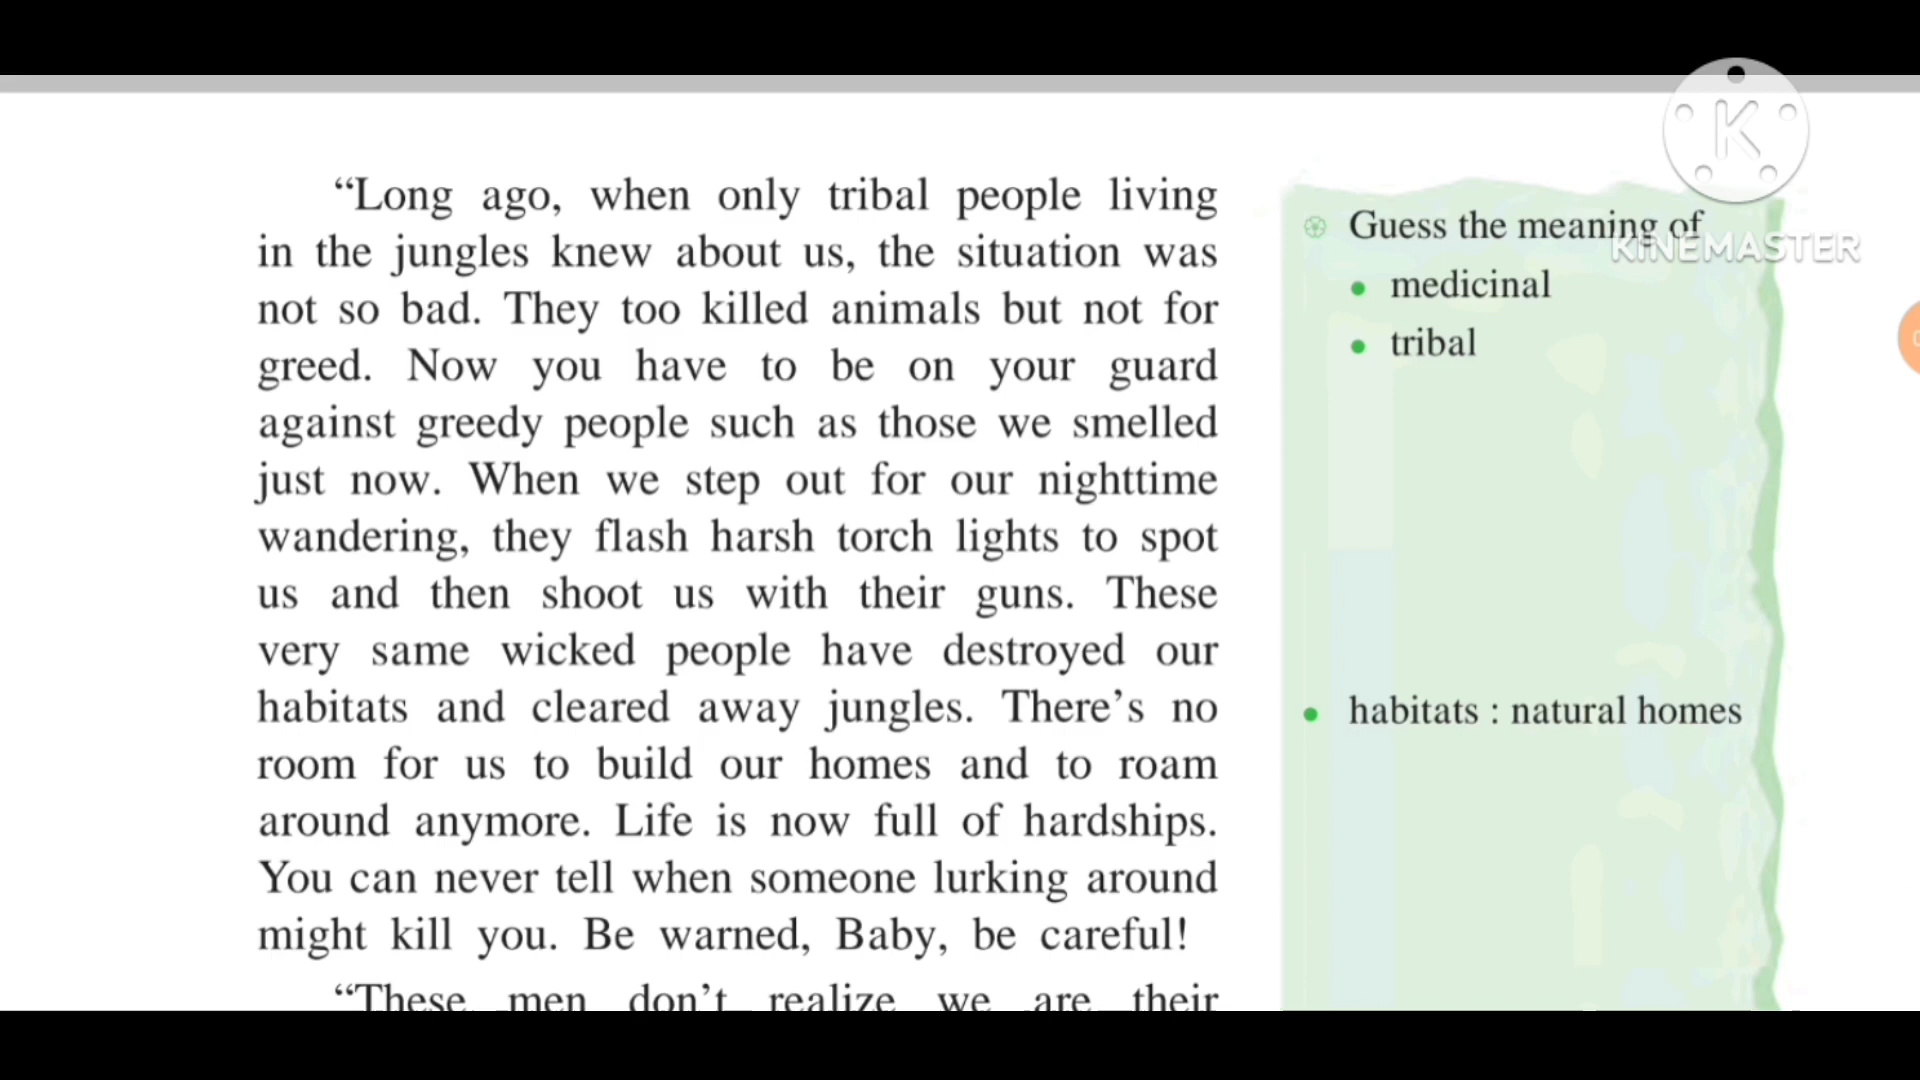 “Long ago, when only tribal people living
in the jungles knew about us, the situation was
not so bad. They too killed animals but not for
greed. Now you have to be on your guard
against greedy people such as those we smelled
just now. When we step out for our nighttime
wandering, they flash harsh torch lights to spot
us and then shoot us with their guns. These
very same wicked people have destroyed our
habitats and cleared away jungles. There’s no
room for us to build our homes and to roam
around anymore. Life is now full of hardships.
You can never tell when someone lurking around
might kill you. Be warned, Baby, be careful!
“These men don’t realize we are their
Guess the meaning of
• medicinal
• tribal
• habitats : natural homes
K
KINEMASTER